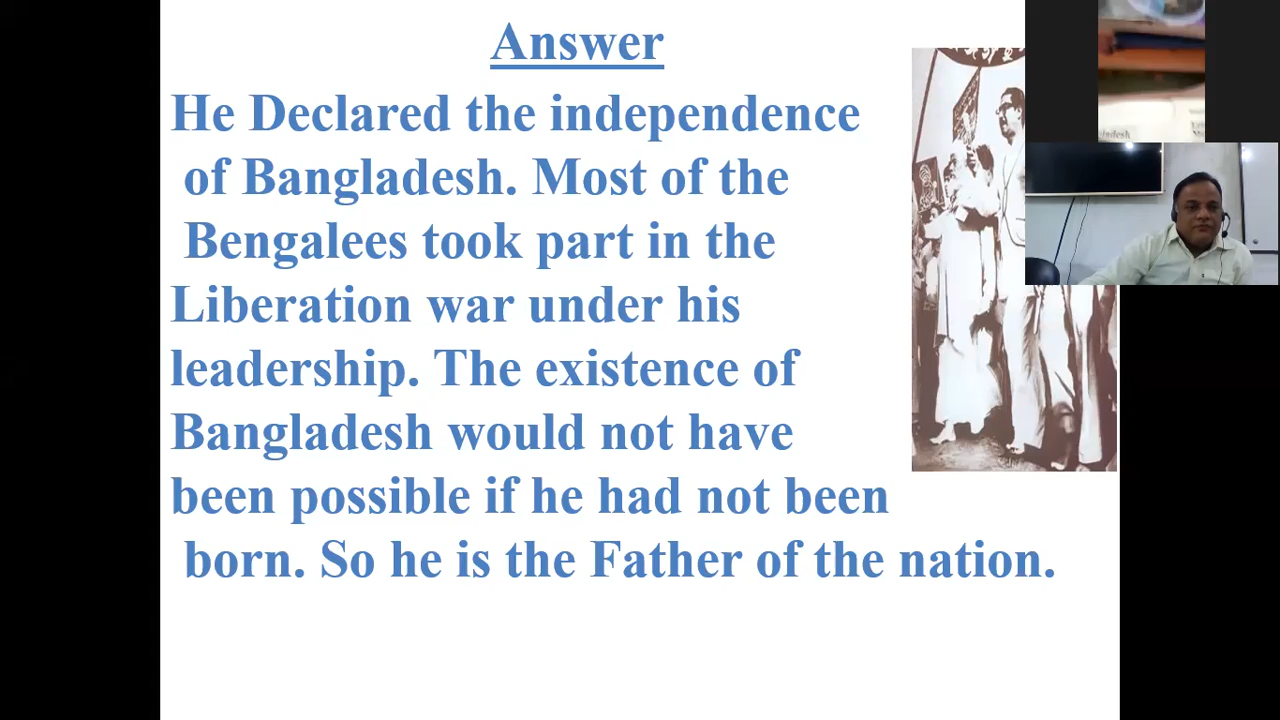 Answer
He Declared the independence
of Bangladesh. Most of the
Bengalees took part in the
Liberation war under his
leadership. The existence of
Bangladesh would not have
been possible if he had not been
born. So he is the Father of the nation.